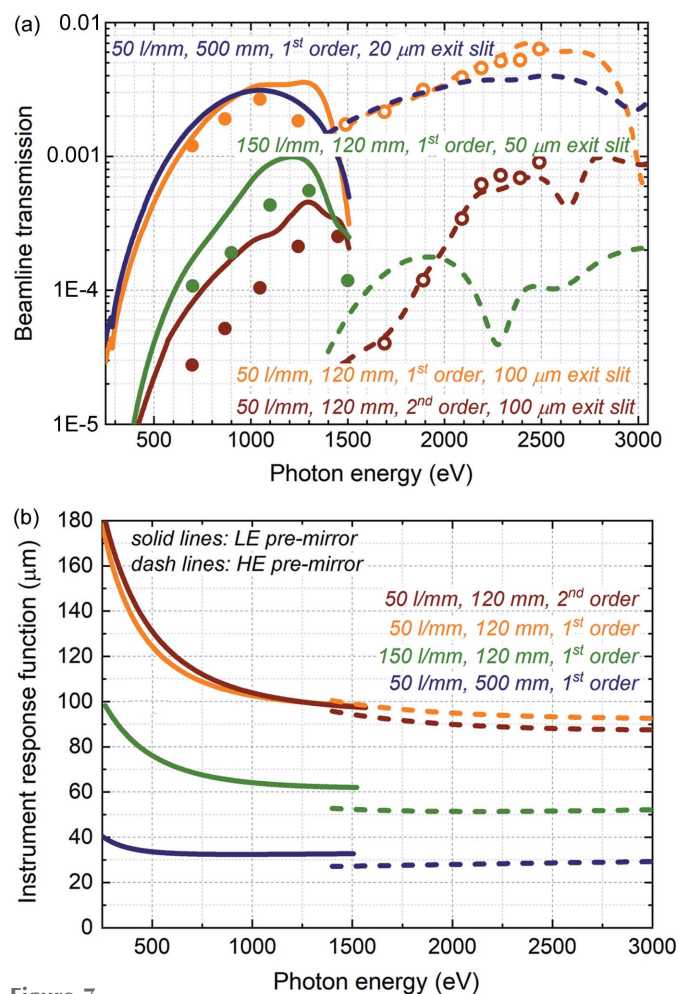 (a)
0.01
50 l/mm, 500 mm, 1st order, 20 μm exit slit
0.001
150 l/mm, 120 mm, 1st order, 50 μm exit slit
Beamline transmission
1E-4
50 l/mm, 120 mm, 1st order, 100 μm exit slit
50 l/mm, 120 mm, 2nd order, 100 μm exit slit
1E-5
500 1000 1500 2000 2500 3000
Photon energy (eV)
(b)
180
solid lines: LE pre-mirror
160
dash lines: HE pre-mirror
140
50 l/mm, 120 mm, 2nd order
120
50 l/mm, 120 mm, 1st order
150 l/mm, 120 mm, 1st order
100
50 l/mm, 500 mm, 1st order
80
60
40
20
0
Instrument response function (μm)
500 1000 1500 2000 2500 3000
Photon energy (eV)
Figure 7